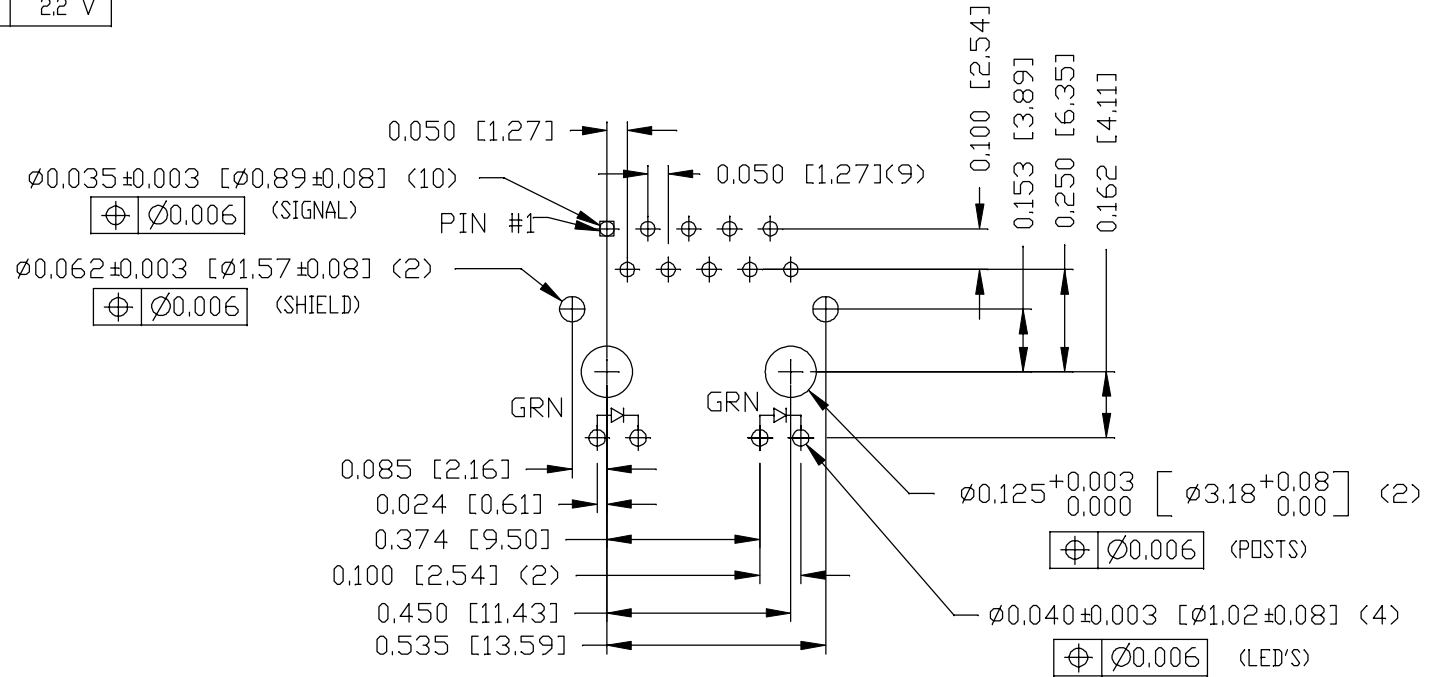 2.2 V
0.050 [1.27]
0.050 [1.27](9)
0.100 [2.54]
0.153 [3.89]
0.250 [6.35]
0.162 [4.11]
Ø0.035±0.003 [Ø0.89±0.08] (10)
Ø0.006 (SIGNAL)
PIN #1
Ø0.062±0.003 [Ø1.57±0.08] (2)
Ø0.006 (SHIELD)
GRN
GRN
0.085 [2.16]
0.024 [0.61]
0.374 [9.50]
0.100 [2.54] (2)
0.450 [11.43]
0.535 [13.59]
Ø0.125 +0.003 0.000 [Ø3.18 +0.08 0.00] (2)
Ø0.006 (POSTS)
Ø0.040±0.003 [Ø1.02±0.08] (4)
Ø0.006 (LED'S)